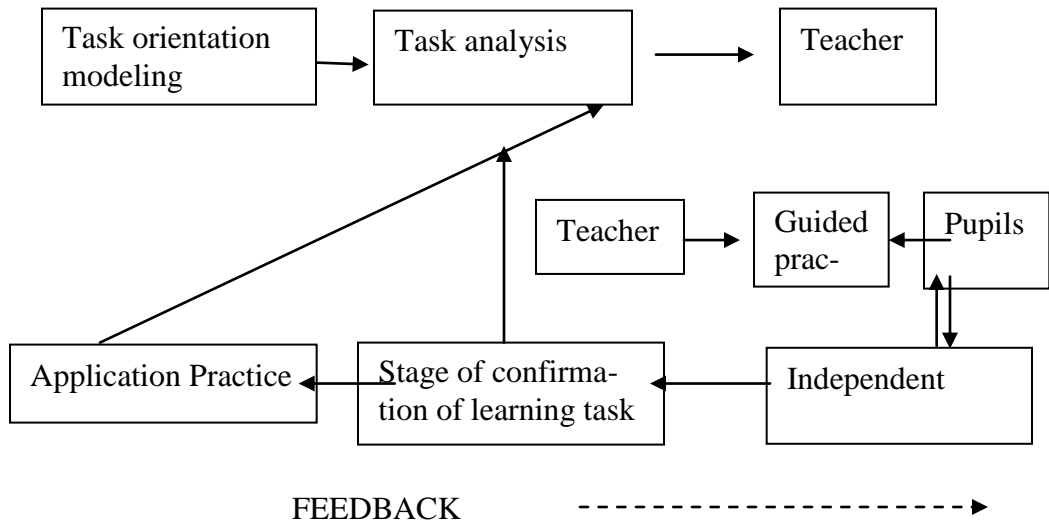 Task orientation
modeling
Task analysis
Teacher
Teacher
Guided
prac-
Pupils
Application Practice
Stage of confirma-
tion of learning task
Independent
FEEDBACK